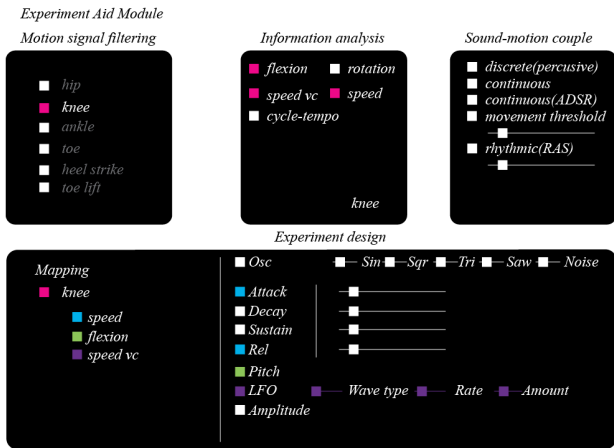 Experiment Aid Module
Motion signal filtering
hip
knee
ankle
toe
heel strike
toe lift
Information analysis
flexion rotation
speed vc speed
cycle-tempo
knee
Sound-motion couple
discrete(percusive)
continuous
continuous(ADSR)
movement threshold
rhythmic(RAS)
Experiment design
Mapping
knee
speed
flexion
speed vc
Osc Sin Sqr Tri Saw Noise
Attack
Decay
Sustain
Rel
Pitch
LFO Wave type Rate Amount
Amplitude